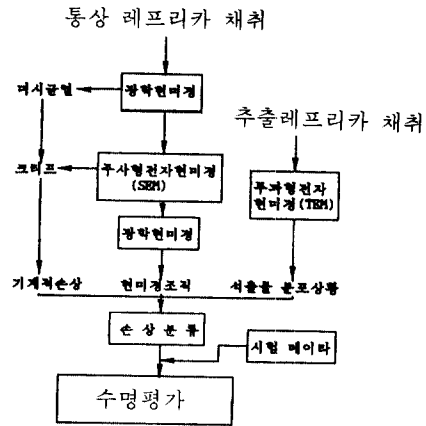 통상 레프리카 채취
미시균열
광학현미경
추출레프리카 채취
크리프
주사형전자현미경
(SEM)
투과형전자
현미경(TEM)
광학현미경
기계적손상
현미경조직
석출물 분포상황
손 상 분 류
시험 데이타
수명평가